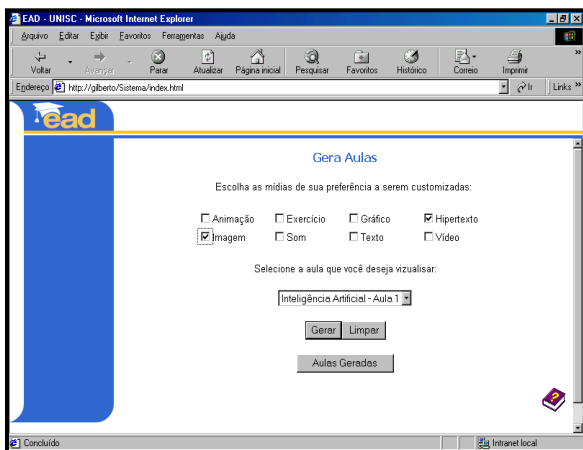 EAD - UNISC - Microsoft Internet Explorer
Arquivo Editar Exibir Favoritos Ferramentas Ajuda
Voltar Avançar Parar Atualizar Página inicial Pesquisar Favoritos Histórico Correio Imprimir »
Endereço http://gilberto/Sistema/index.html Ir Links »
ead
Gera Aulas
Escolha as mídias de sua preferência a serem customizadas:
Animação Exercício Gráfico Hipertexto
Imagem Som Texto Vídeo
Selecione a aula que você deseja vizualisar:
Inteligência Artificial - Aula 1
Gerar Limpar
Aulas Geradas
?
Concluído Intranet local